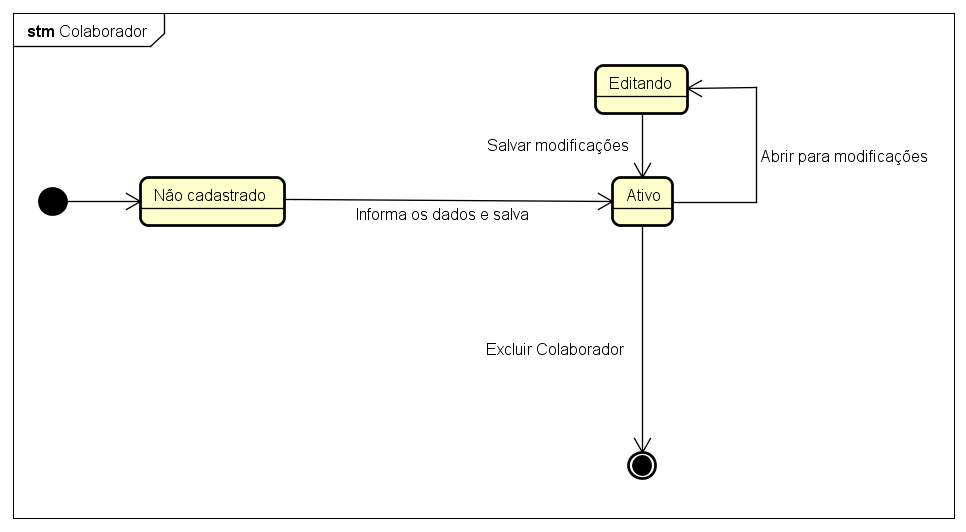 stm Colaborador
Editando
Salvar modificações
Abrir para modificações
Não cadastrado
Informa os dados e salva
Ativo
Excluir Colaborador